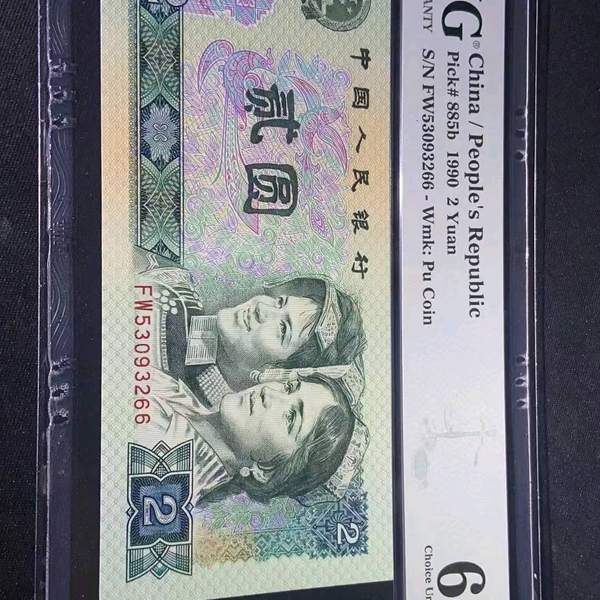 中国人民银行
贰圆
FW53093266
2
2
G® China / People's Republic
Pick# 885b 1990 2 Yuan
S/N FW53093266 - Wmk: Pu Coin
6
Choice